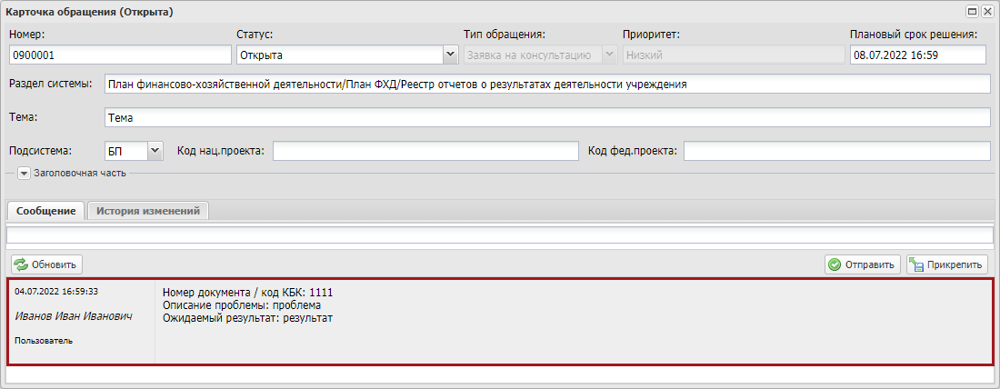 Карточка обращения (Открыта)
Номер: Статус: Тип обращения: Приоритет: Плановый срок решения:
0900001 Открыта Заявка на консультацию Низкий 08.07.2022 16:59
Раздел системы: План финансово-хозяйственной деятельности/План ФХД/Реестр отчетов о результатах деятельности учреждения
Тема: Тема
Подсистема: БП Код нац.проекта: Код фед.проекта:
Заголовочная часть
Сообщение История изменений
Обновить Отправить Прикрепить
04.07.2022 16:59:33
Иванов Иван Иванович
Пользователь
Номер документа / код КБК: 1111
Описание проблемы: проблема
Ожидаемый результат: результат